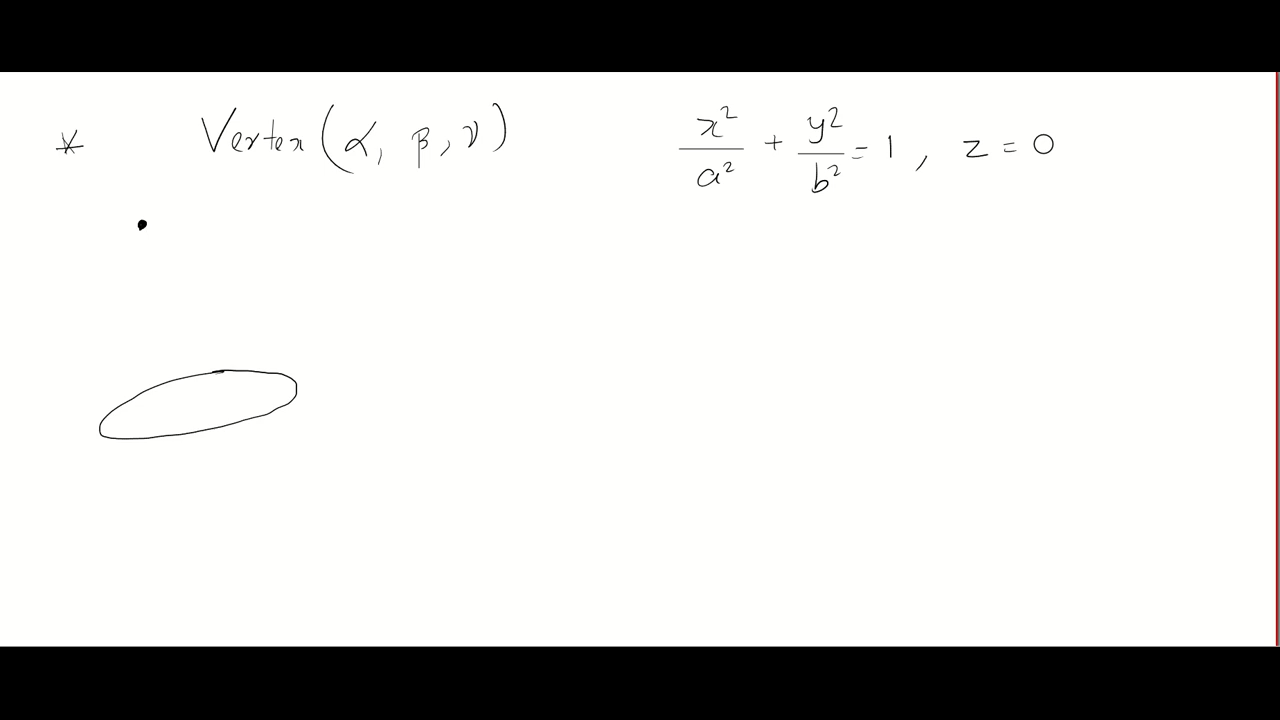 * Vertex (α, β, γ) x²/a² + y²/b² = 1, z = 0